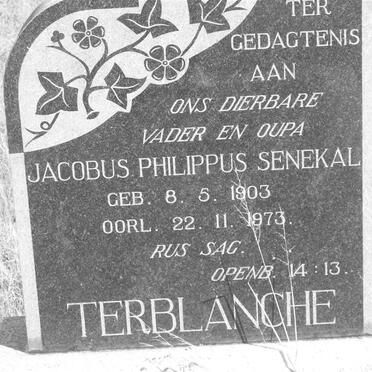 TER
GEDAGTENIS
AAN
ONS DIERBARE
VADER EN OUPA
JACOBUS PHILIPPUS SENEKAL
GEB. 8. 5. 1903
OORL. 22. 11. 1973.
RUS SAG.
OPENB. 14:13.
TERBLANCHE